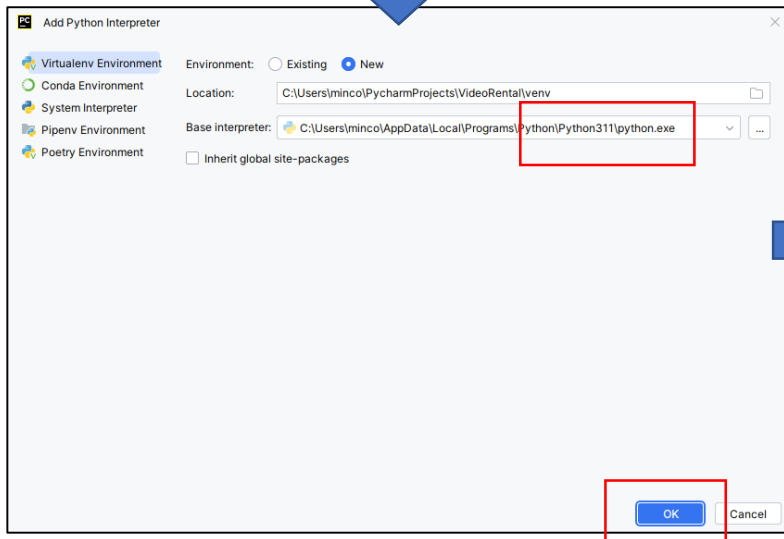 PC Add Python Interpreter
Virtualenv Environment
Conda Environment
System Interpreter
Pipenv Environment
Poetry Environment
Environment: Existing New
Location: C:\Users\minco\PycharmProjects\VideoRental\venv
Base interpreter: C:\Users\minco\AppData\Local\Programs\Python\Python311\python.exe ...
Inherit global site-packages
OK Cancel